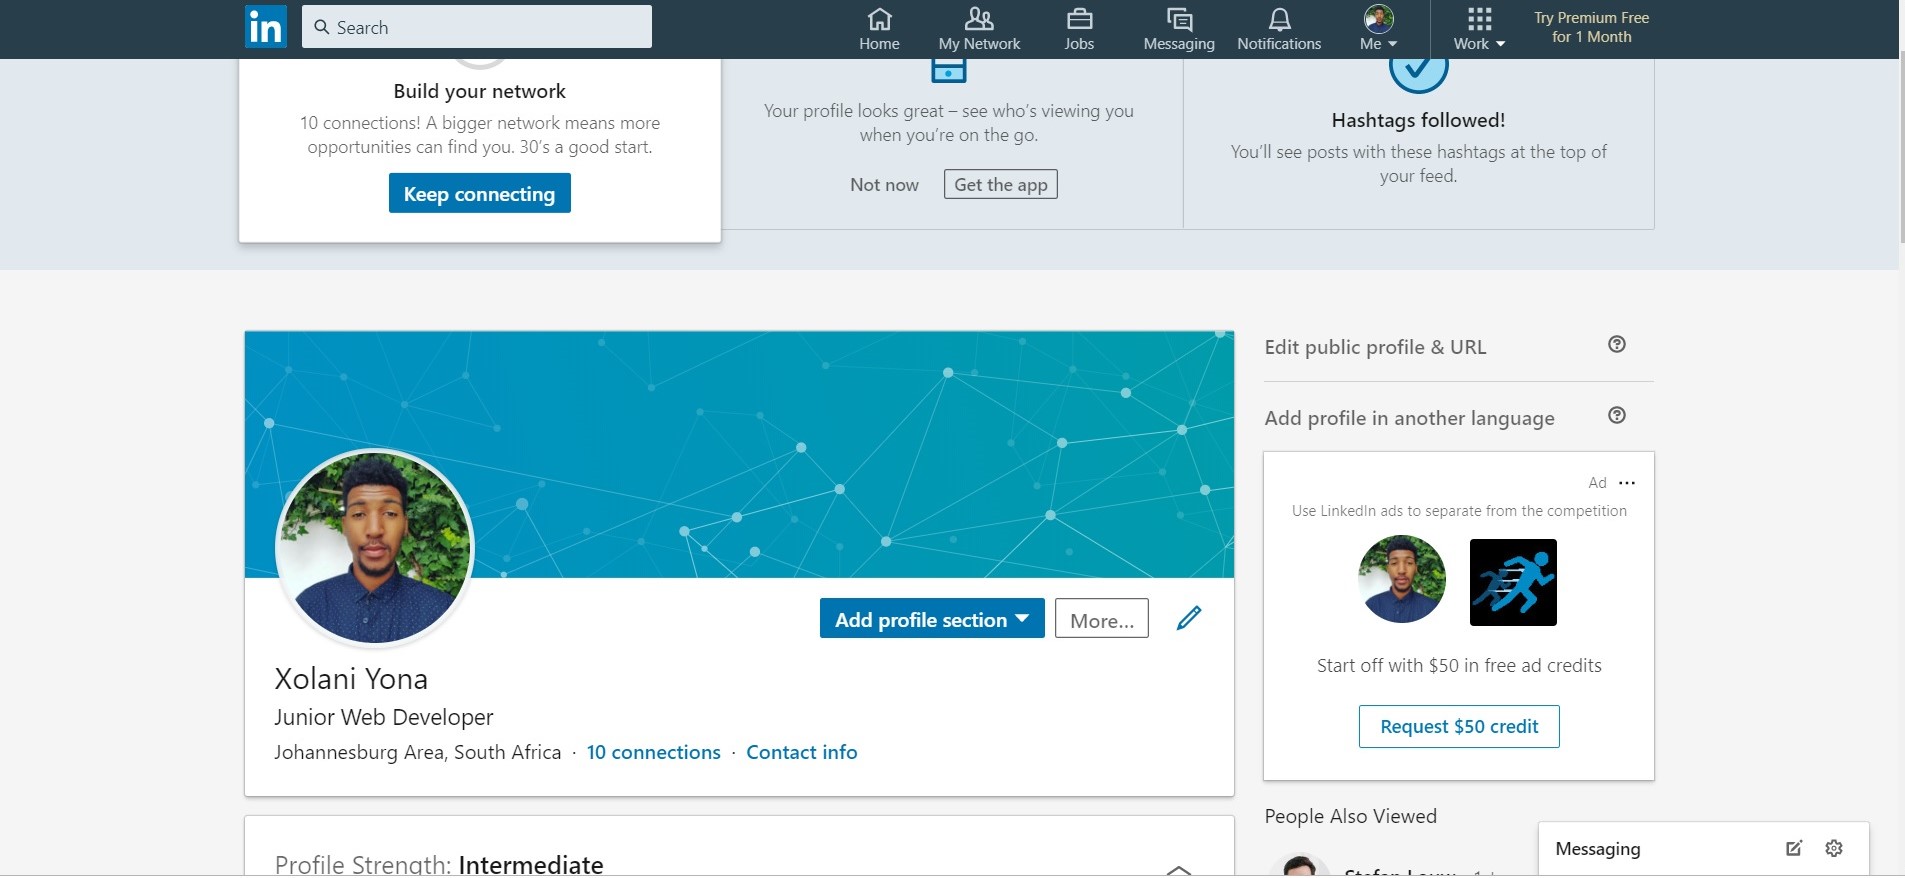 in
Search
Home
My Network
Jobs
Messaging
Notifications
Me
Work
Try Premium Free
for 1 Month
Build your network
10 connections! A bigger network means more
opportunities can find you. 30's a good start.
Keep connecting
Your profile looks great – see who's viewing you
when you're on the go.
Not now
Get the app
Hashtags followed!
You'll see posts with these hashtags at the top of
your feed.
Edit public profile & URL
Add profile in another language
Ad
Use LinkedIn ads to separate from the competition
Start off with $50 in free ad credits
Request $50 credit
Add profile section
More...
Xolani Yona
Junior Web Developer
Johannesburg Area, South Africa · 10 connections · Contact info
Profile Strength: Intermediate
People Also Viewed
Messaging